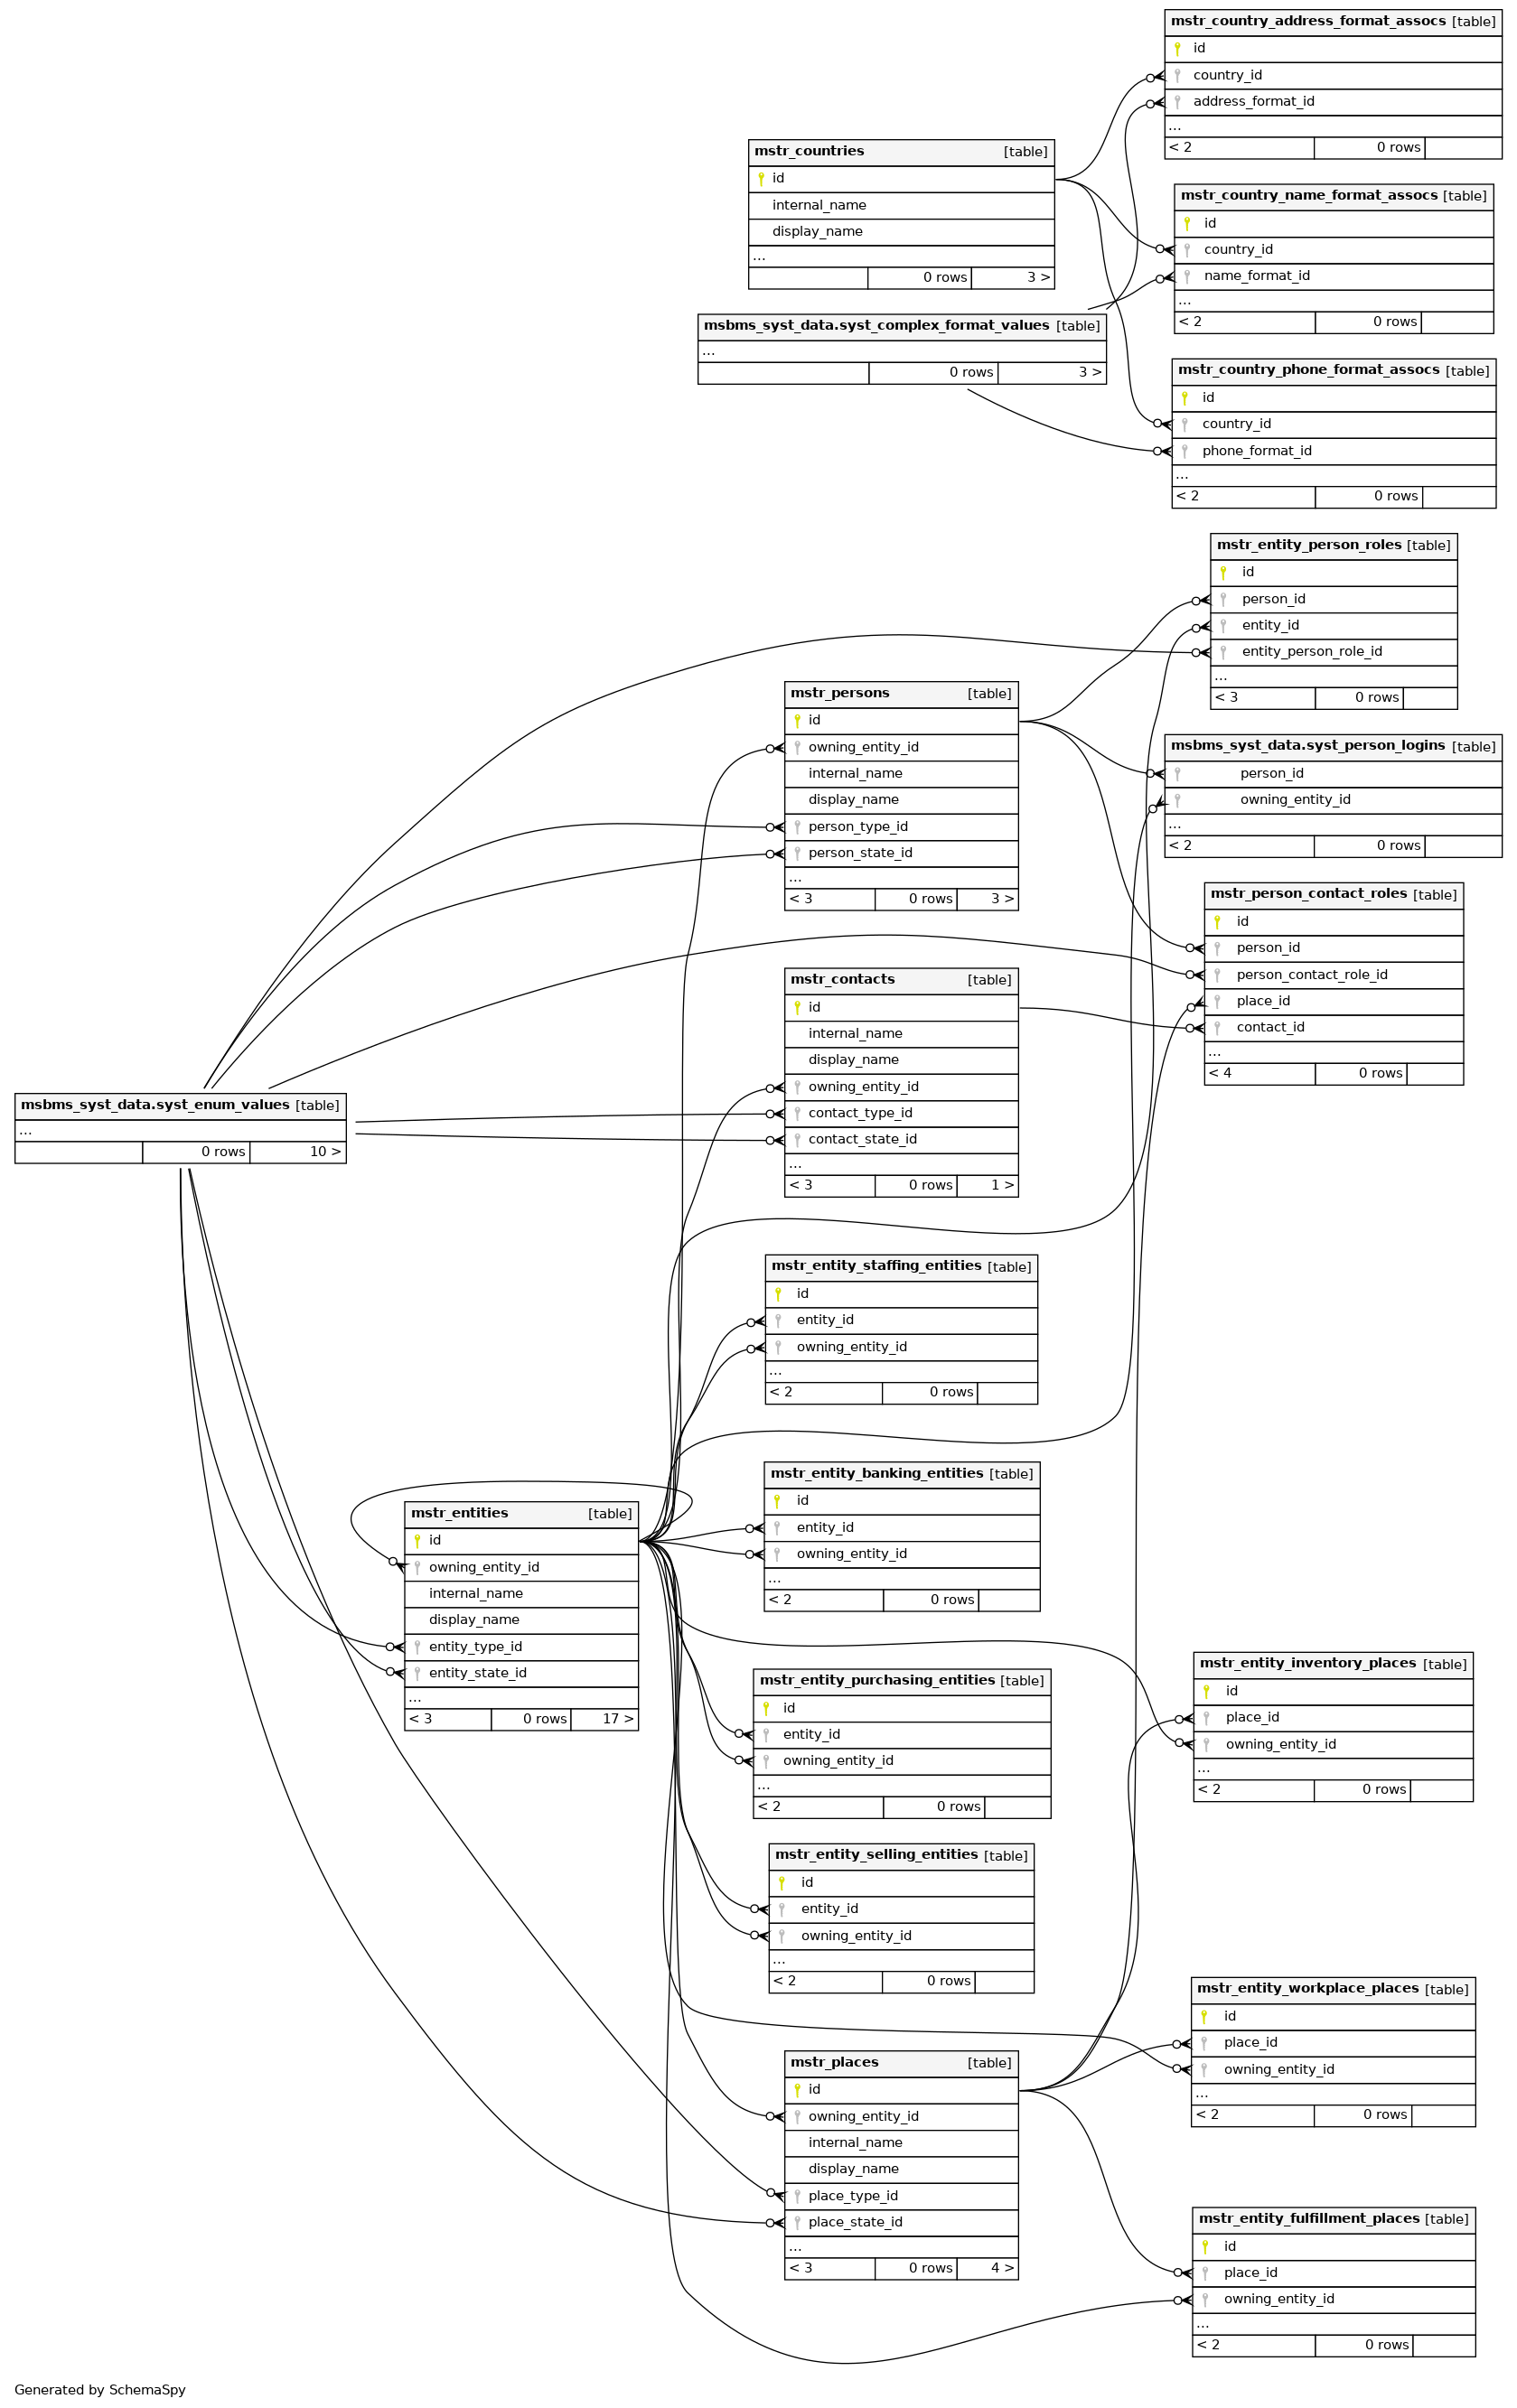 mstr_country_address_format_assocs [table]
id
country_id
address_format_id
...
< 2 0 rows
mstr_countries [table]
id
internal_name
display_name
...
0 rows 3 >
mstr_country_name_format_assocs [table]
id
country_id
name_format_id
...
< 2 0 rows
msbms_syst_data.syst_complex_format_values [table]
...
0 rows 3 >
mstr_country_phone_format_assocs [table]
id
country_id
phone_format_id
...
< 2 0 rows
mstr_entity_person_roles [table]
id
person_id
entity_id
entity_person_role_id
...
< 3 0 rows
mstr_persons [table]
id
owning_entity_id
internal_name
display_name
person_type_id
person_state_id
...
< 3 0 rows 3 >
msbms_syst_data.syst_person_logins [table]
person_id
owning_entity_id
...
< 2 0 rows
mstr_person_contact_roles [table]
id
person_id
person_contact_role_id
place_id
contact_id
...
< 4 0 rows
mstr_contacts [table]
id
internal_name
display_name
owning_entity_id
contact_type_id
contact_state_id
...
< 3 0 rows 1 >
msbms_syst_data.syst_enum_values [table]
...
0 rows 10 >
mstr_entity_staffing_entities [table]
id
entity_id
owning_entity_id
...
< 2 0 rows
mstr_entity_banking_entities [table]
id
entity_id
owning_entity_id
...
< 2 0 rows
mstr_entities [table]
id
owning_entity_id
internal_name
display_name
entity_type_id
entity_state_id
...
< 3 0 rows 17 >
mstr_entity_purchasing_entities [table]
id
entity_id
owning_entity_id
...
< 2 0 rows
mstr_entity_inventory_places [table]
id
place_id
owning_entity_id
...
< 2 0 rows
mstr_entity_selling_entities [table]
id
entity_id
owning_entity_id
...
< 2 0 rows
mstr_entity_workplace_places [table]
id
place_id
owning_entity_id
...
< 2 0 rows
mstr_places [table]
id
owning_entity_id
internal_name
display_name
place_type_id
place_state_id
...
< 3 0 rows 4 >
mstr_entity_fulfillment_places [table]
id
place_id
owning_entity_id
...
< 2 0 rows
Generated by SchemaSpy